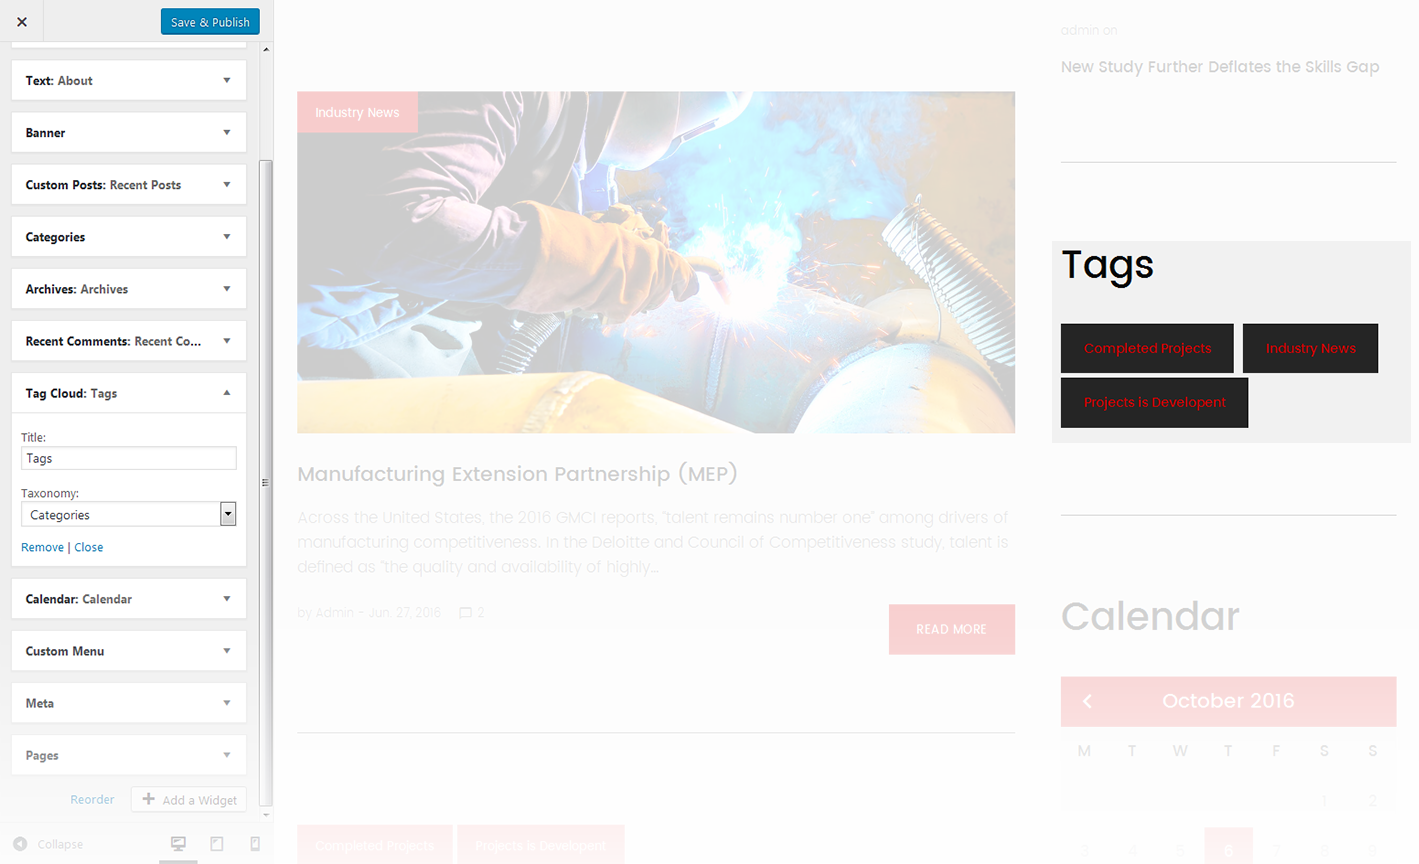 Save & Publish
Text: About
Banner
Custom Posts: Recent Posts
Categories
Archives: Archives
Recent Comments: Recent Co...
Tag Cloud: Tags
Title:
Tags
Taxonomy:
Categories
Remove | Close
Calendar: Calendar
Custom Menu
Meta
Pages
Reorder
Add a Widget
Collapse
Industry News
Manufacturing Extension Partnership (MEP)
Across the United States, the 2016 GMCI reports, “talent remains number one” among drivers of
manufacturing competitiveness. In the Deloitte and Council of Competitiveness study, talent is
defined as “the quality and availability of highly...
by Admin - Jun, 27, 2016 2
READ MORE
Completed Projects Projects is Developent
admin on
New Study Further Deflates the Skills Gap
Tags
Completed Projects Industry News
Projects is Developent
Calendar
October 2016
M T W T F S S
1 2
3 4 5 6 7 8 9